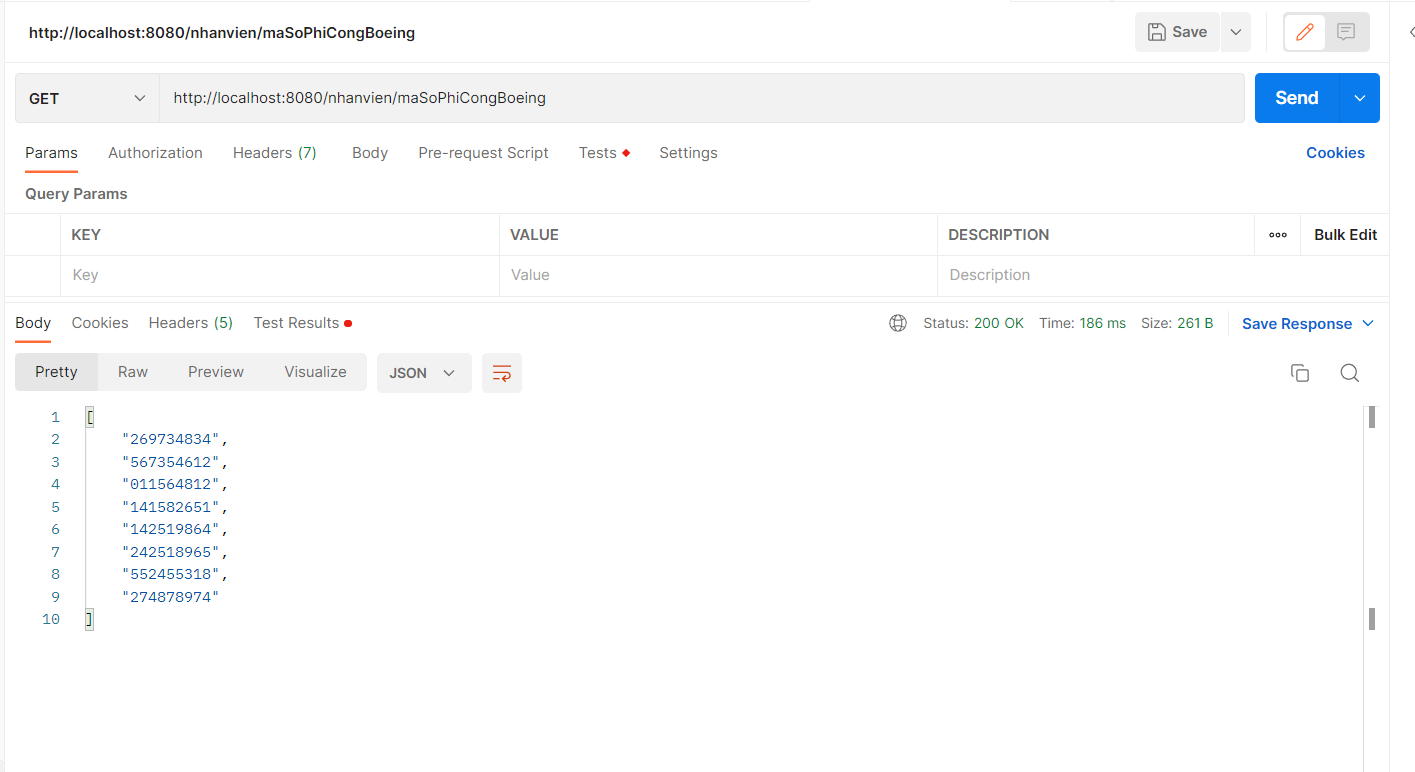 http://localhost:8080/nhanvien/maSoPhiCongBoeing
Save
GET
http://localhost:8080/nhanvien/maSoPhiCongBoeing
Send
Params Authorization Headers (7) Body Pre-request Script Tests Settings Cookies
Query Params
KEY VALUE DESCRIPTION Bulk Edit
Key Value Description
Body Cookies Headers (5) Test Results Status: 200 OK Time: 186 ms Size: 261 B Save Response
Pretty Raw Preview Visualize JSON
1 [
2 "269734834",
3 "567354612",
4 "011564812",
5 "141582651",
6 "142519864",
7 "242518965",
8 "552455318",
9 "274878974"
10 ]